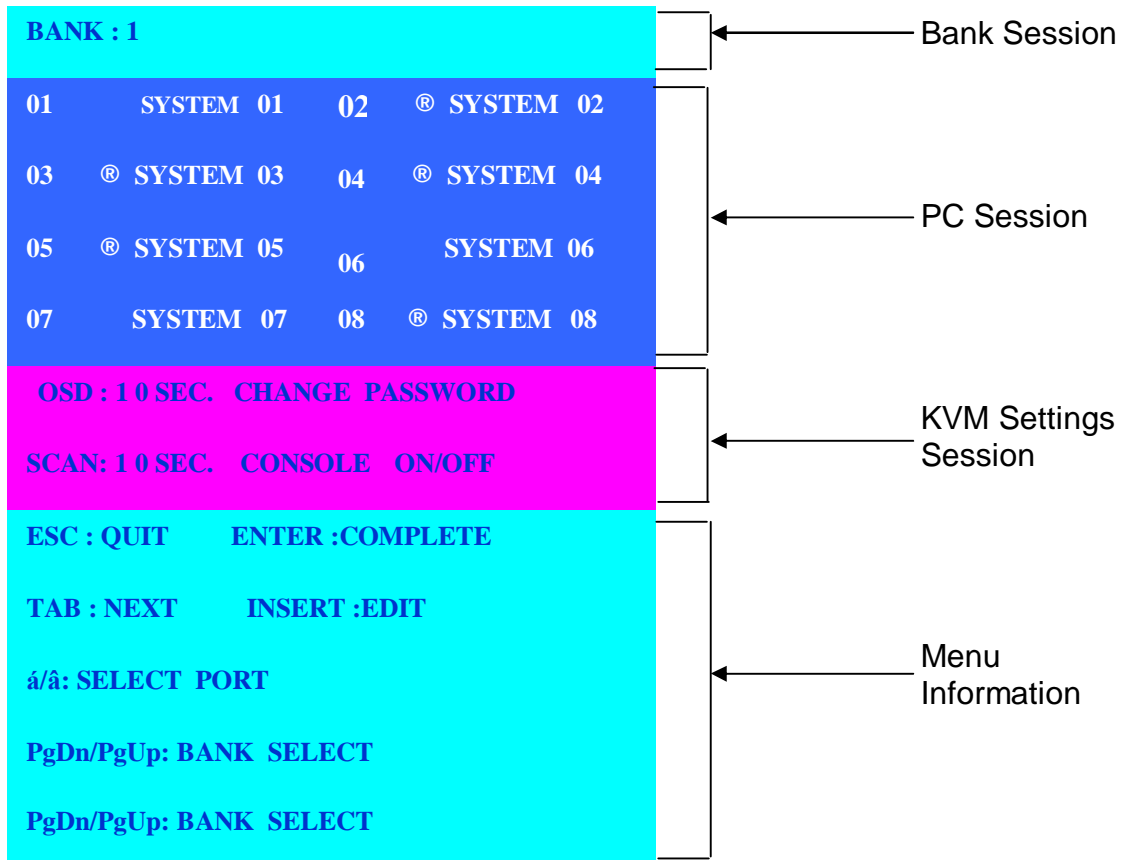 BANK : 1
Bank Session
01 SYSTEM 01 02 ® SYSTEM 02
03 ® SYSTEM 03 04 ® SYSTEM 04
PC Session
05 ® SYSTEM 05 06 SYSTEM 06
07 SYSTEM 07 08 ® SYSTEM 08
OSD : 1 0 SEC. CHANGE PASSWORD
SCAN: 1 0 SEC. CONSOLE ON/OFF
KVM Settings
Session
ESC : QUIT ENTER :COMPLETE
TAB : NEXT INSERT :EDIT
á/â: SELECT PORT
PgDn/PgUp: BANK SELECT
PgDn/PgUp: BANK SELECT
Menu
Information